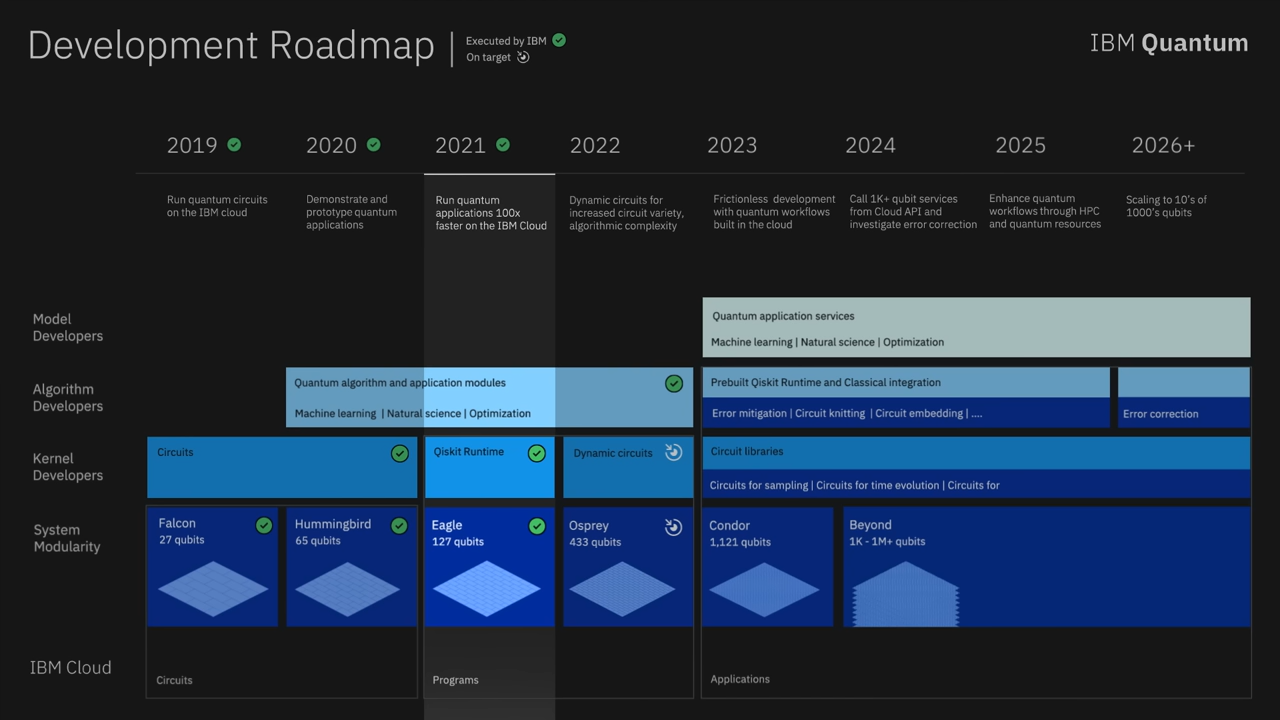 Development Roadmap
Executed by IBM
On target
IBM Quantum
2019
2020
2021
2022
2023
2024
2025
2026+
Run quantum circuits
on the IBM cloud
Demonstrate and
prototype quantum
applications
Run quantum
applications 100x
faster on the IBM Cloud
Dynamic circuits for
increased circuit variety,
algorithmic complexity
Frictionless development
with quantum workflows
built in the cloud
Call 1K+ qubit services
from Cloud API and
investigate error correction
Enhance quantum
workflows through HPC
and quantum resources
Scaling to 10's of
1000's qubits
Model
Developers
Quantum application services
Machine learning | Natural science | Optimization
Algorithm
Developers
Quantum algorithm and application modules
Machine learning | Natural science | Optimization
Prebuilt Qiskit Runtime and Classical integration
Error mitigation | Circuit knitting | Circuit embedding | ....
Error correction
Kernel
Developers
Circuits
Qiskit Runtime
Dynamic circuits
Circuit libraries
Circuits for sampling | Circuits for time evolution | Circuits for
System
Modularity
Falcon
27 qubits
Hummingbird
65 qubits
Eagle
127 qubits
Osprey
433 qubits
Condor
1,121 qubits
Beyond
1K - 1M+ qubits
IBM Cloud
Circuits
Programs
Applications